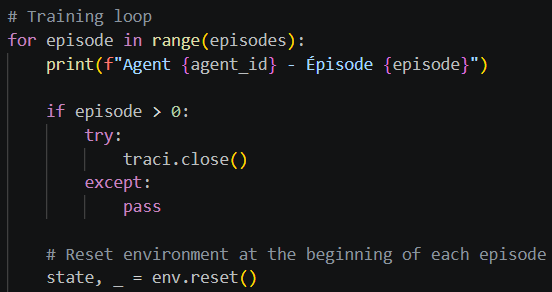 # Training loop
for episode in range(episodes):
    print(f"Agent {agent_id} - Épisode {episode}")
    if episode > 0:
        try:
            traci.close()
        except:
            pass
    # Reset environment at the beginning of each episode
    state, _ = env.reset()